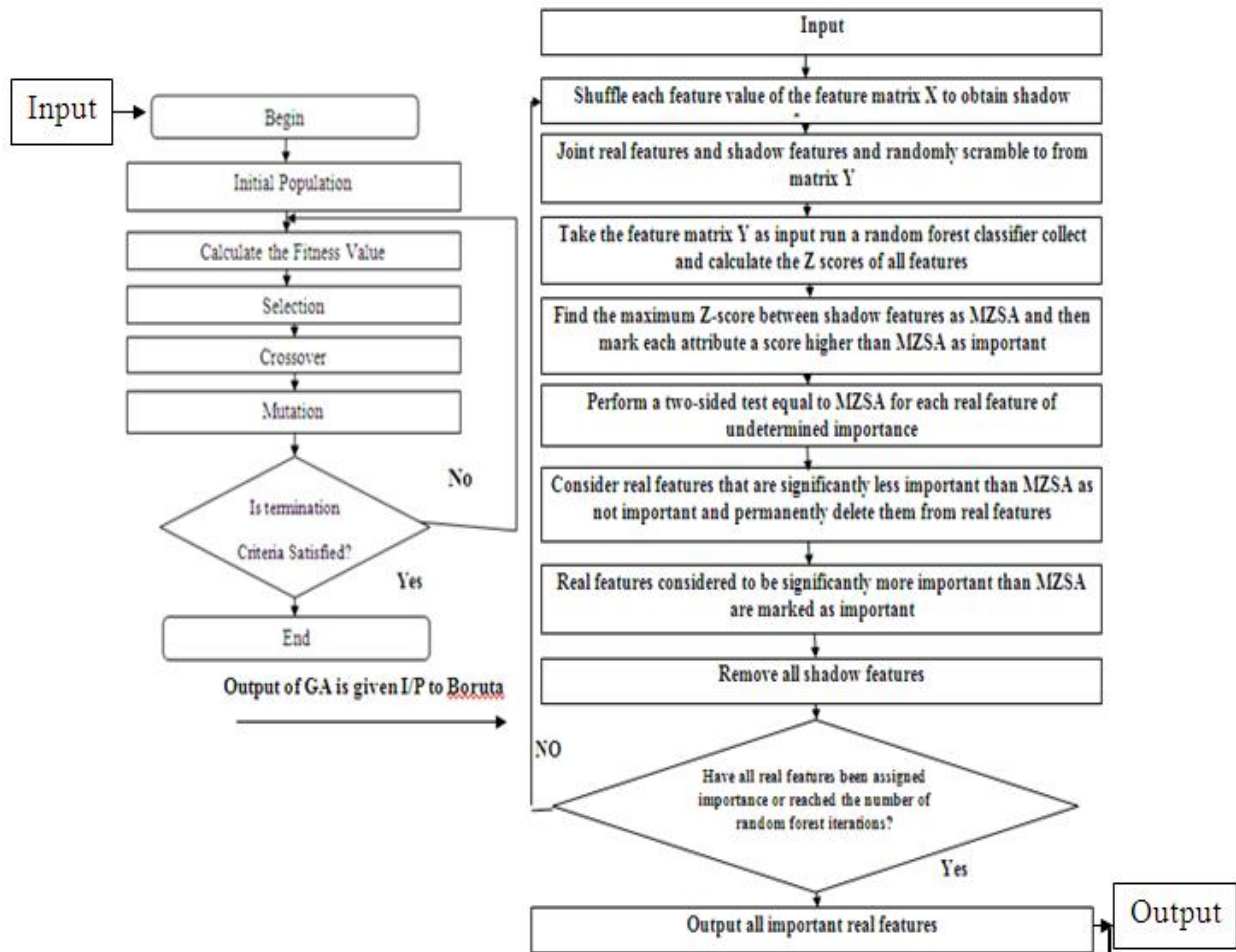 Input
Begin
Initial Population
Calculate the Fitness Value
Selection
Crossover
Mutation
No
Is termination
Criteria Satisfied?
Yes
End
Output of GA is given I/P to Boruta
Input
Shuffle each feature value of the feature matrix X to obtain shadow
Joint real features and shadow features and randomly scramble to from
matrix Y
Take the feature matrix Y as input run a random forest classifier collect
and calculate the Z scores of all features
Find the maximum Z-score between shadow features as MZSA and then
mark each attribute a score higher than MZSA as important
Perform a two-sided test equal to MZSA for each real feature of
undetermined importance
Consider real features that are significantly less important than MZSA as
not important and permanently delete them from real features
Real features considered to be significantly more important than MZSA
are marked as important
Remove all shadow features
NO
Have all real features been assigned
importance or reached the number of
random forest iterations?
Yes
Output all important real features
Output